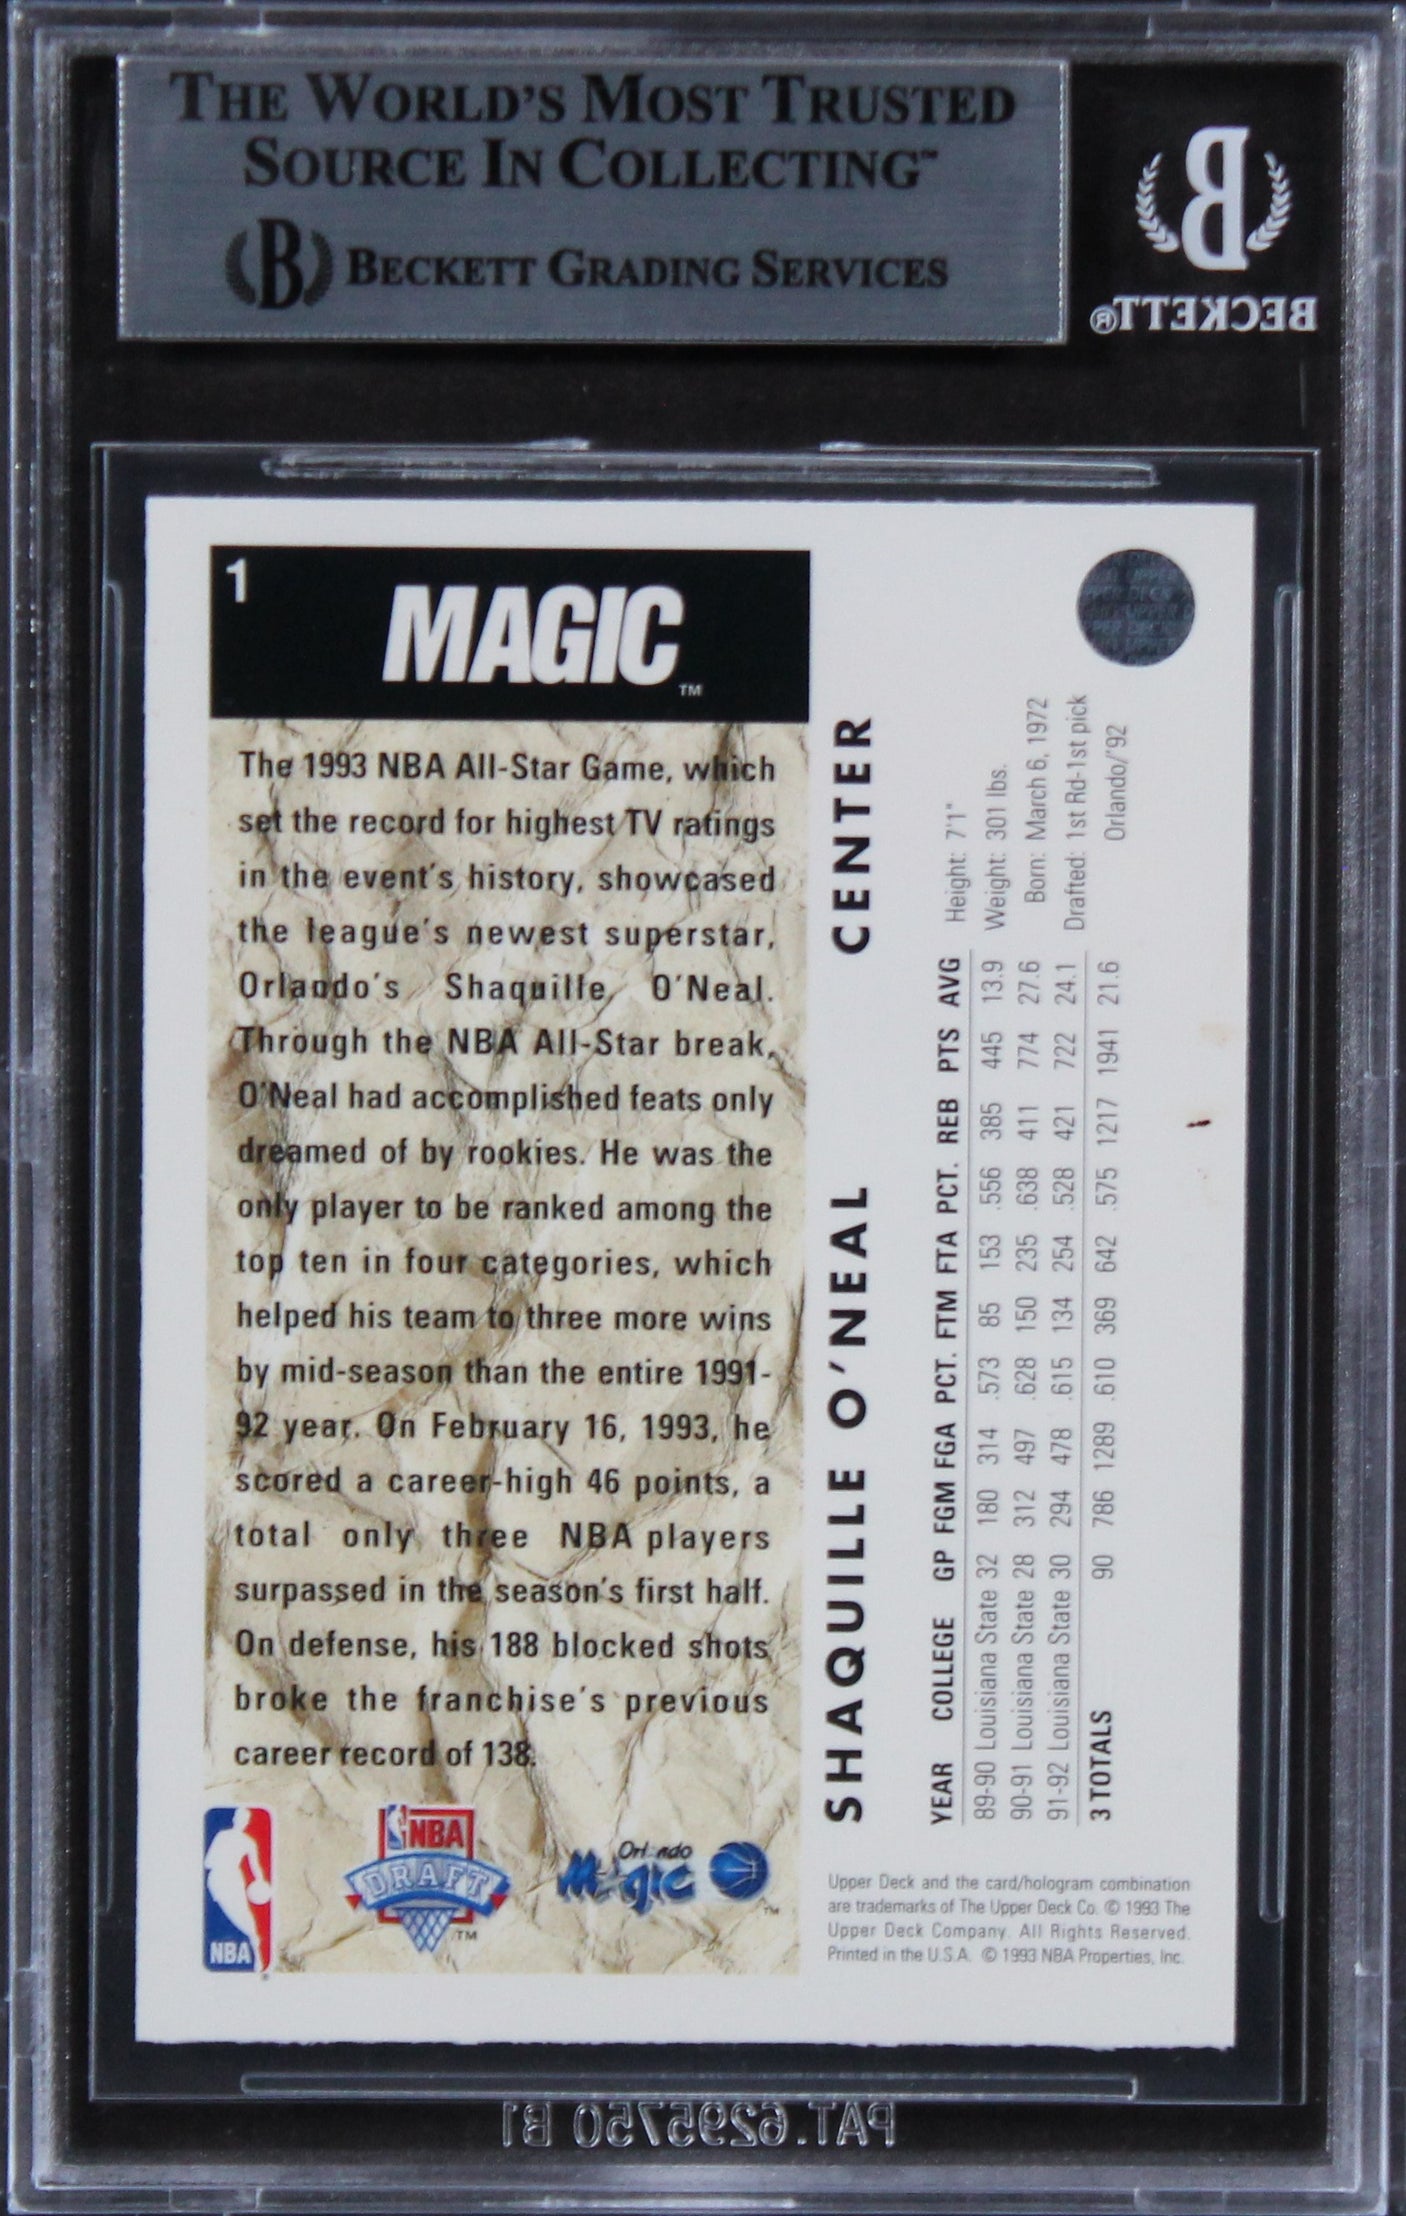 THE WORLD'S MOST TRUSTED
SOURCE IN COLLECTING™
B BECKETT GRADING SERVICES
B
BECKETT®
1
MAGIC™
The 1993 NBA All-Star Game, which
set the record for highest TV ratings
in the event's history, showcased
the league's newest superstar,
Orlando's Shaquille O'Neal.
Through the NBA All-Star break,
O'Neal had accomplished feats only
dreamed of by rookies. He was the
only player to be ranked among the
top ten in four categories, which
helped his team to three more wins
by mid-season than the entire 1991-
92 year. On February 16, 1993, he
scored a career-high 46 points, a
total only three NBA players
surpassed in the season's first half.
On defense, his 188 blocked shots
broke the franchise's previous
career record of 138.
NBA
NBA
DRAFT™
Orlando
Magic™
SHAQUILLE O'NEAL CENTER
Height: 7'1"
Weight: 301 lbs.
Born: March 6, 1972
Drafted: 1st Rd-1st pick
Orlando/'92
YEAR COLLEGE GP FGM FGA PCT. FTM FTA PCT. REB PTS AVG
89-90 Louisiana State 32 180 314 .573 85 153 .556 385 445 13.9
90-91 Louisiana State 28 312 497 .628 150 235 .638 411 774 27.6
91-92 Louisiana State 30 294 478 .615 134 254 .528 421 722 24.1
3 TOTALS 90 786 1289 .610 369 642 .575 1217 1941 21.6
Upper Deck and the card/hologram combination
are trademarks of The Upper Deck Co. © 1993 The
Upper Deck Company. All Rights Reserved.
Printed in the U.S.A. © 1993 NBA Properties, Inc.
PAT.6295750 B1